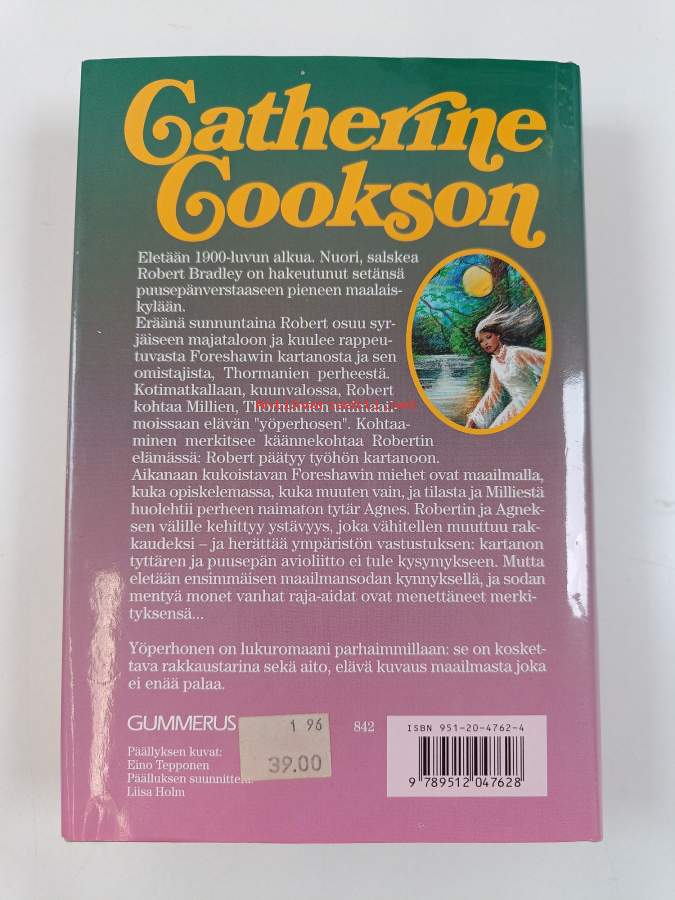 Catherine
Cookson
Eletään 1900-luvun alkua. Nuori, salskea
Robert Bradley on hakeutunut setänsä
puusepänverstaaseen pieneen maalais-
kylään.
Eräänä sunnuntaina Robert osuu syr-
jäiseen majataloon ja kuulee rappeu-
tuvasta Foreshawin kartanosta ja sen
omistajista, Thormanien perheestä.
Kotimatkallaan, kuunvalossa, Robert
kohtaa Millien, Thormanien unimaail-
moissaan elävän "yöperhosen". Kohtaa-
minen merkitsee käännekohtaa Robertin
elämässä: Robert päätyy työhön kartanoon.
Aikanaan kukoistavan Foreshawin miehet ovat maailmalla,
kuka opiskelemassa, kuka muuten vain, ja tilasta ja Milliestä
huolehtii perheen naimaton tytär Agnes. Robertin ja Agnek-
sen välille kehittyy ystävyys, joka vähitellen muuttuu rak-
kaudeksi – ja herättää ympäristön vastustuksen: kartanon
tyttären ja puusepän avioliitto ei tule kysymykseen. Mutta
eletään ensimmäisen maailmansodan kynnyksellä, ja sodan
mentyä monet vanhat raja-aidat ovat menettäneet merki-
tyksensä...
Yöperhonen on lukuromaani parhaimmillaan: se on kosket-
tava rakkaustarina sekä aito, elävä kuvaus maailmasta joka
ei enää palaa.
GUMMERUS
1 96
39.00
842
ISBN 951-20-4762-4
9 789512 047628
Päällyksen kuvat:
Eino Tepponen
Päälluksen suunnittel
Liisa Holm